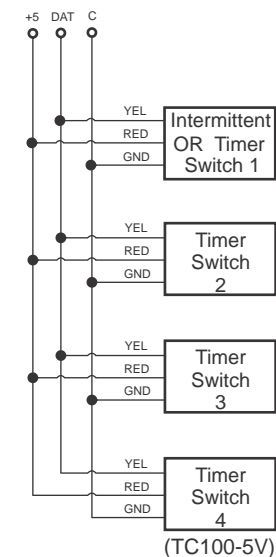 +5 DAT C
YEL
RED
GND
Intermittent
OR Timer
Switch 1
YEL
RED
GND
Timer
Switch
2
YEL
RED
GND
Timer
Switch
3
YEL
RED
GND
Timer
Switch
4
(TC100-5V)